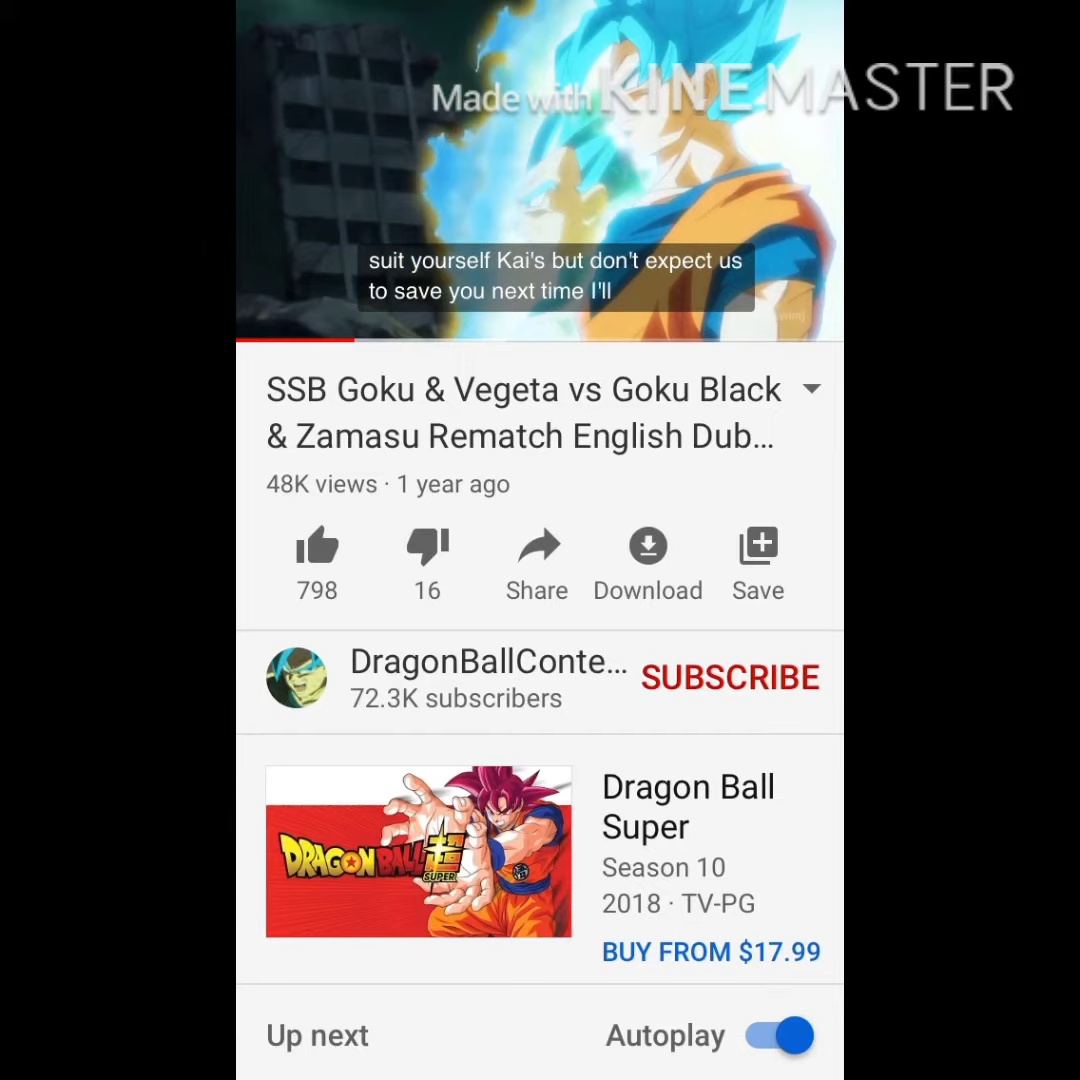 Made with KINEMASTER
suit yourself Kai's but don't expect us
to save you next time I'll
SSB Goku & Vegeta vs Goku Black
& Zamasu Rematch English Dub...
48K views · 1 year ago
798
16
Share
Download
Save
DragonBallConte...
SUBSCRIBE
72.3K subscribers
DRAGON BALL 超
SUPER
Dragon Ball
Super
Season 10
2018 · TV-PG
BUY FROM $17.99
Up next
Autoplay